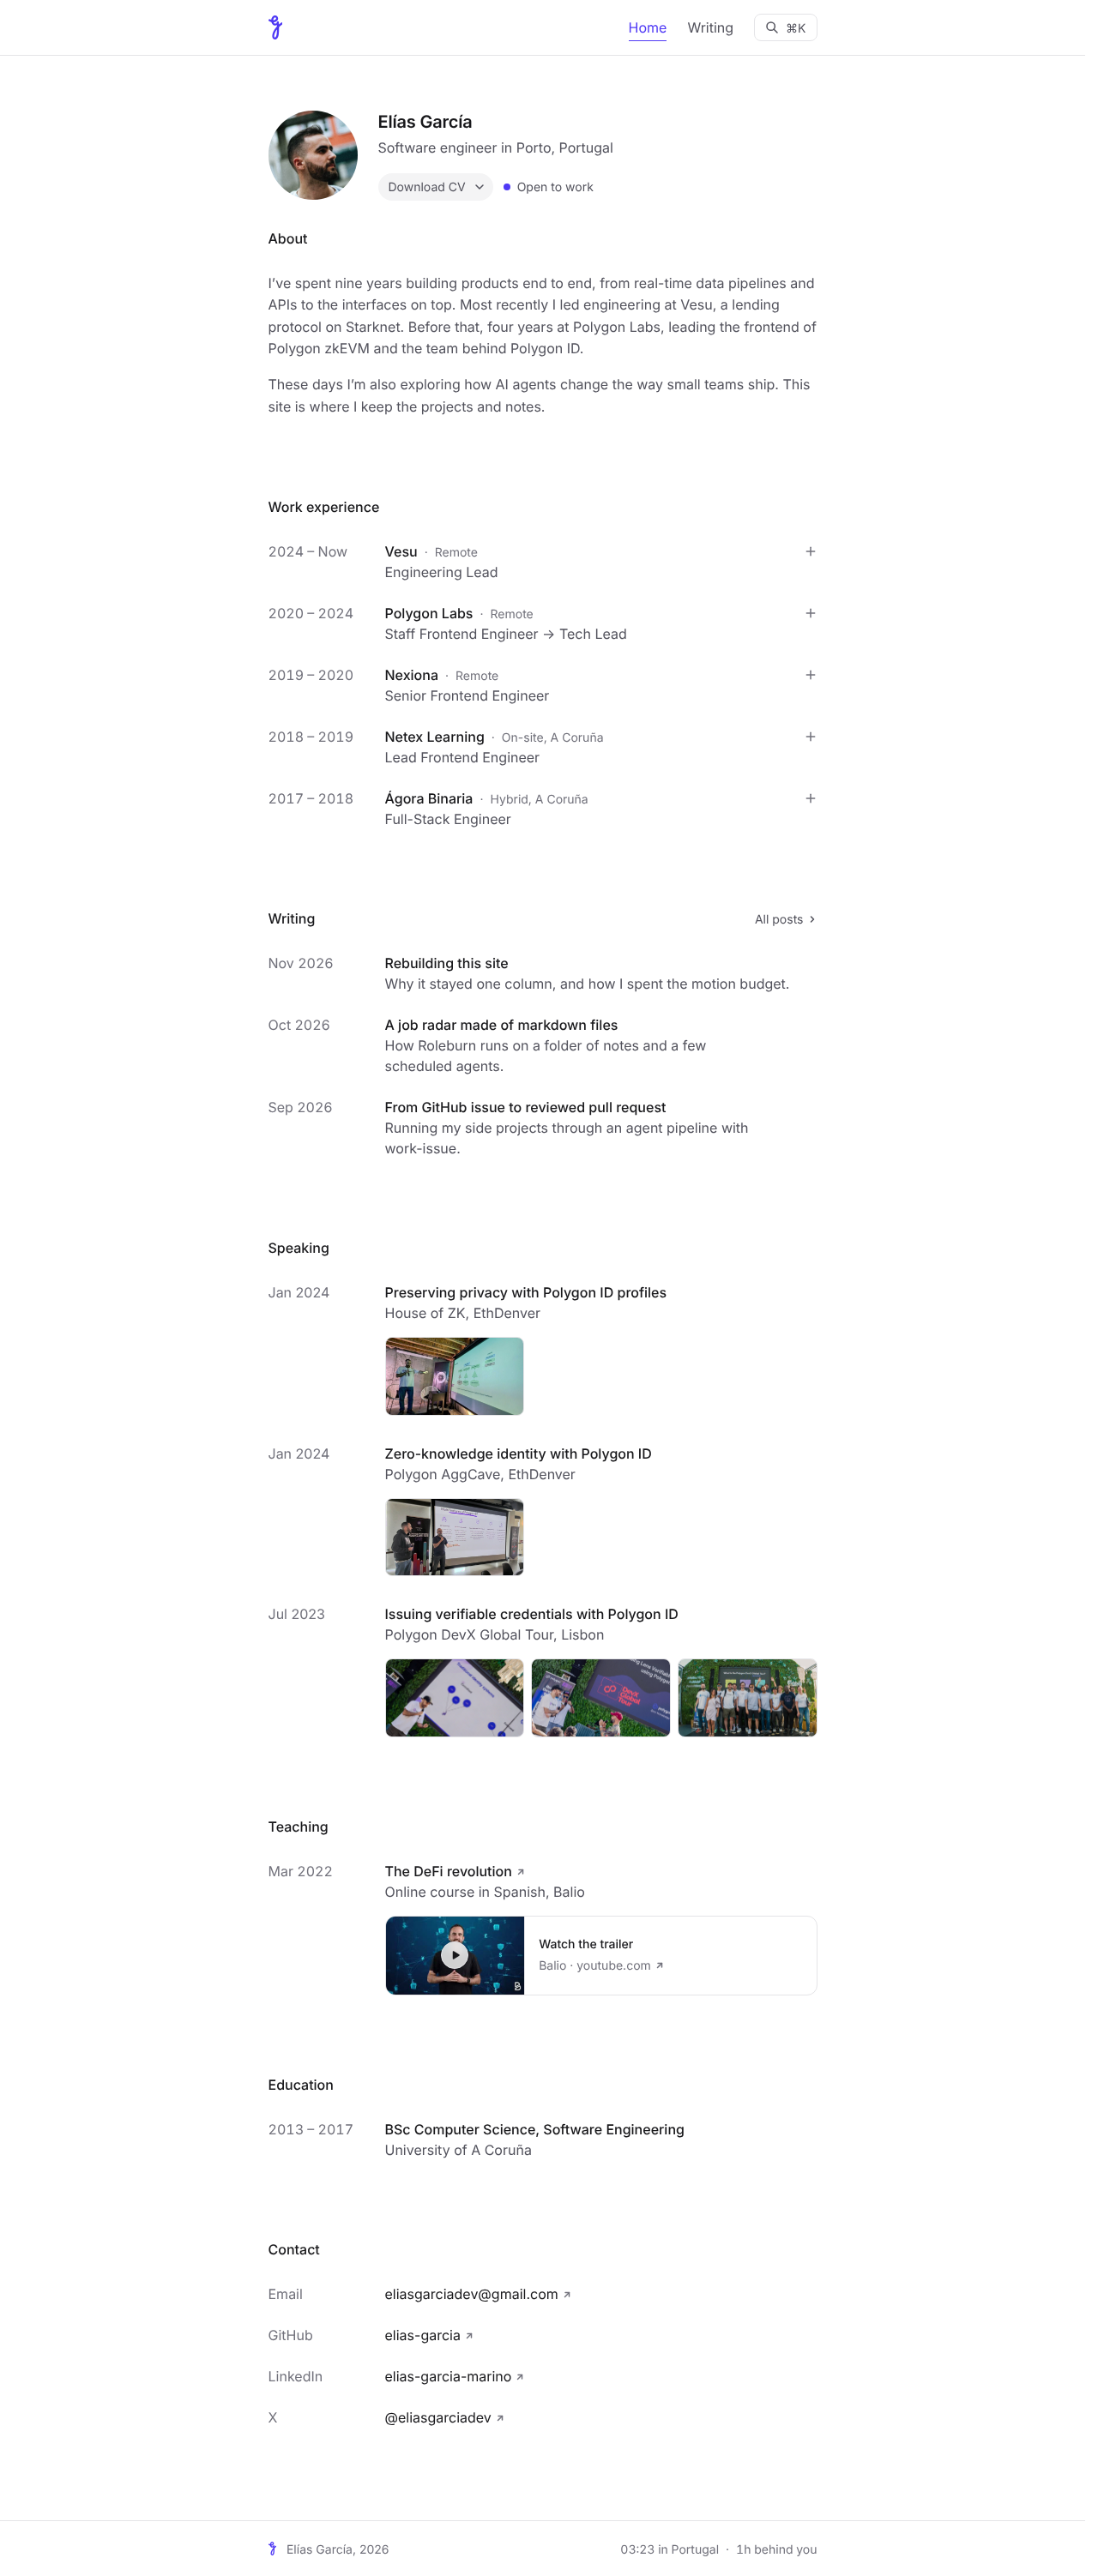 Home Writing ⌘K
Elías García
Software engineer in Porto, Portugal
Download CV Open to work
About
I’ve spent nine years building products end to end, from real-time data pipelines and
APIs to the interfaces on top. Most recently I led engineering at Vesu, a lending
protocol on Starknet. Before that, four years at Polygon Labs, leading the frontend of
Polygon zkEVM and the team behind Polygon ID.
These days I’m also exploring how AI agents change the way small teams ship. This
site is where I keep the projects and notes.
Work experience
2024 – Now Vesu · Remote
Engineering Lead
2020 – 2024 Polygon Labs · Remote
Staff Frontend Engineer → Tech Lead
2019 – 2020 Nexiona · Remote
Senior Frontend Engineer
2018 – 2019 Netex Learning · On-site, A Coruña
Lead Frontend Engineer
2017 – 2018 Ágora Binaria · Hybrid, A Coruña
Full-Stack Engineer
Writing All posts
Nov 2026 Rebuilding this site
Why it stayed one column, and how I spent the motion budget.
Oct 2026 A job radar made of markdown files
How Roleburn runs on a folder of notes and a few
scheduled agents.
Sep 2026 From GitHub issue to reviewed pull request
Running my side projects through an agent pipeline with
work-issue.
Speaking
Jan 2024 Preserving privacy with Polygon ID profiles
House of ZK, EthDenver
Jan 2024 Zero-knowledge identity with Polygon ID
Polygon AggCave, EthDenver
Jul 2023 Issuing verifiable credentials with Polygon ID
Polygon DevX Global Tour, Lisbon
DevX
Global
Tour
Teaching
Mar 2022 The DeFi revolution
Online course in Spanish, Balio
Watch the trailer
Balio · youtube.com
Education
2013 – 2017 BSc Computer Science, Software Engineering
University of A Coruña
Contact
Email eliasgarciadev@gmail.com
GitHub elias-garcia
LinkedIn elias-garcia-marino
X @eliasgarciadev
Elías García, 2026 03:23 in Portugal · 1h behind you